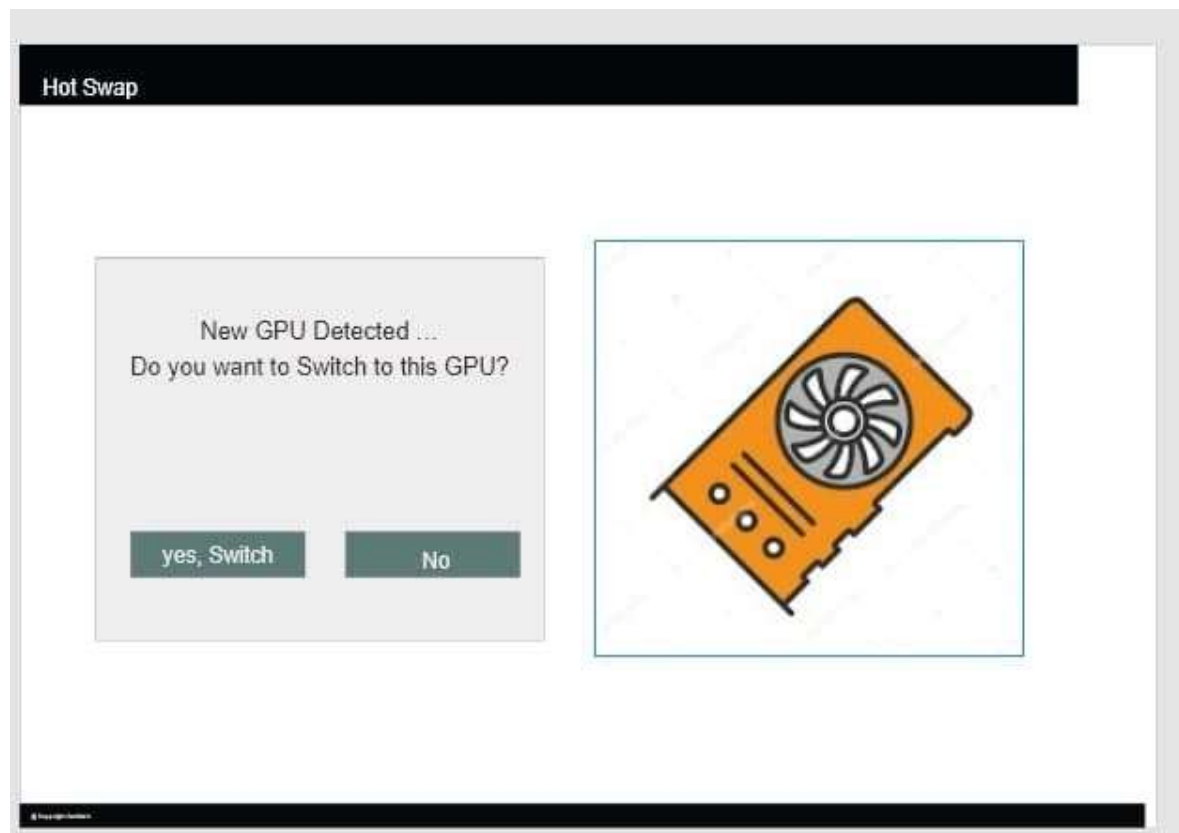 Hot Swap
New GPU Detected ...
Do you want to Switch to this GPU?
yes, Switch
No